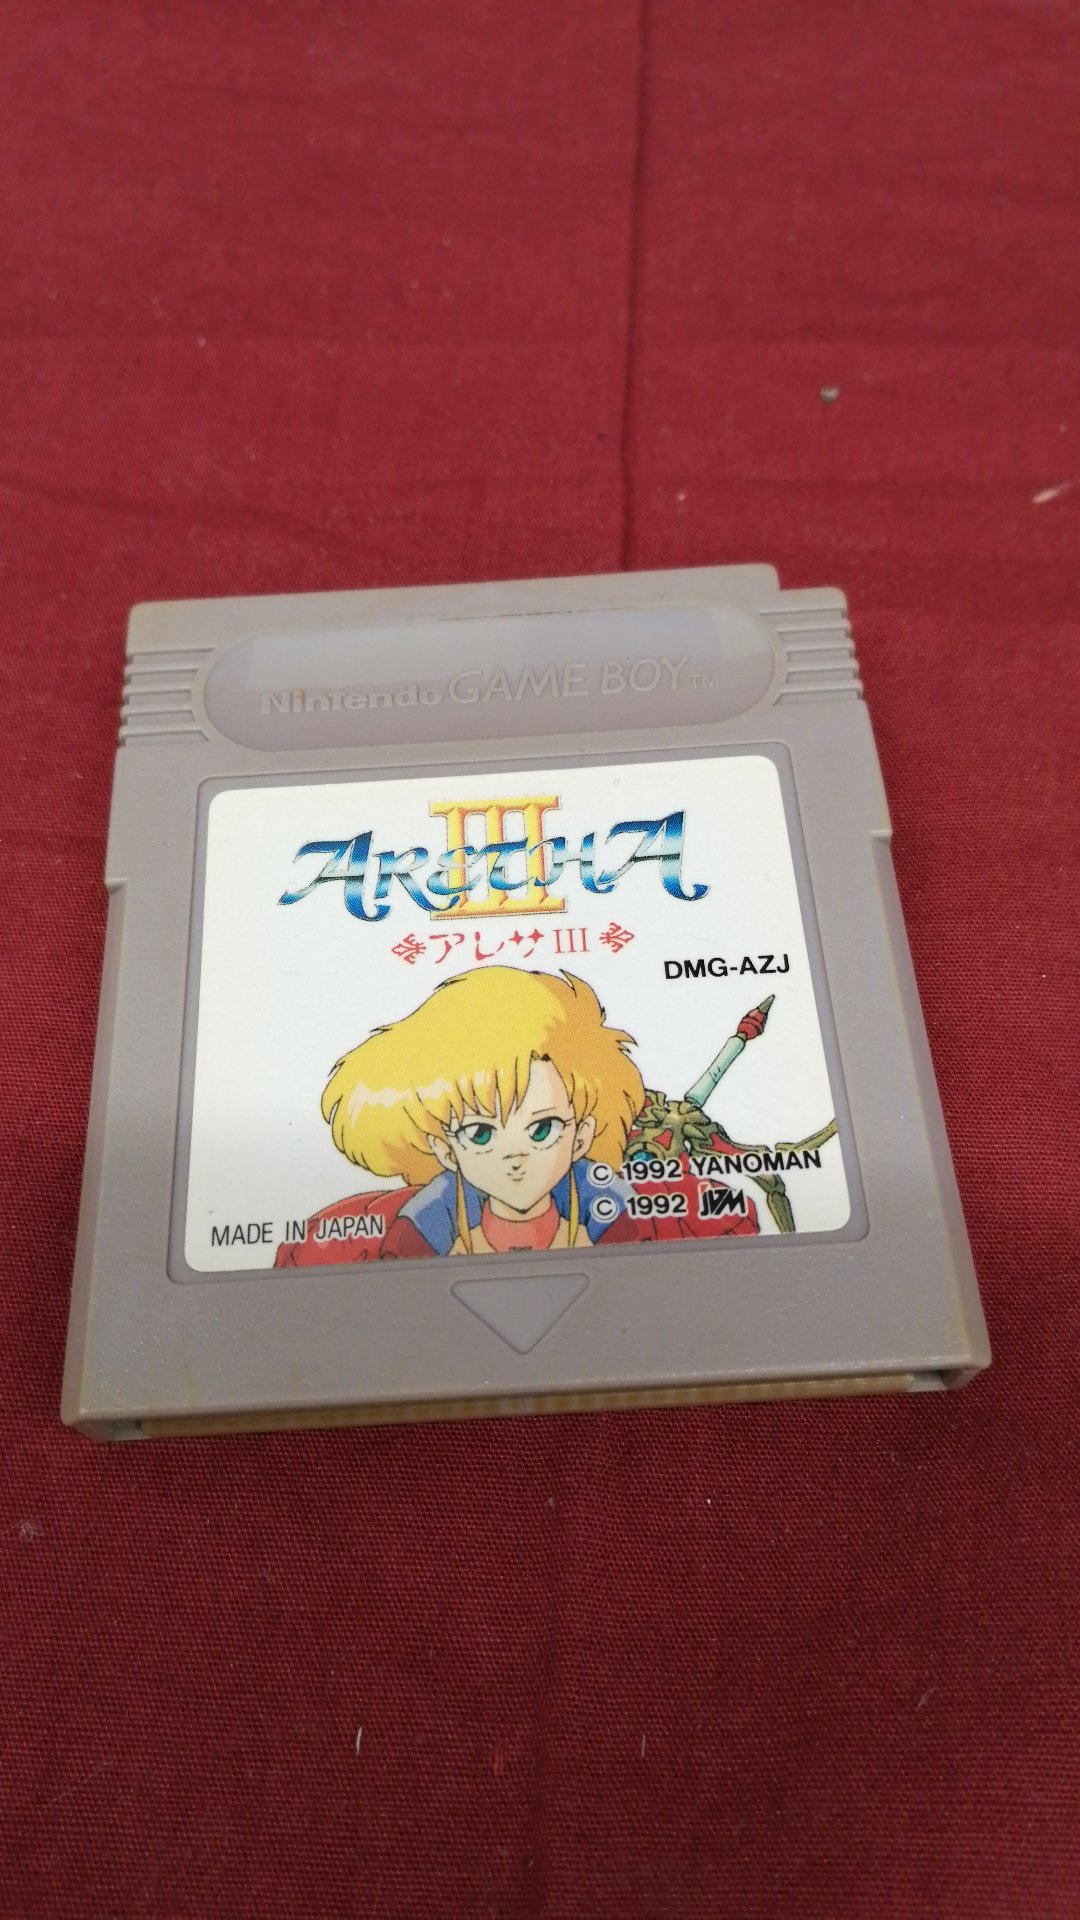 Nintendo GAME BOY™
III
ARETHA
アレサIII
DMG-AZJ
© 1992 YANOMAN
© 1992 JVM
MADE IN JAPAN